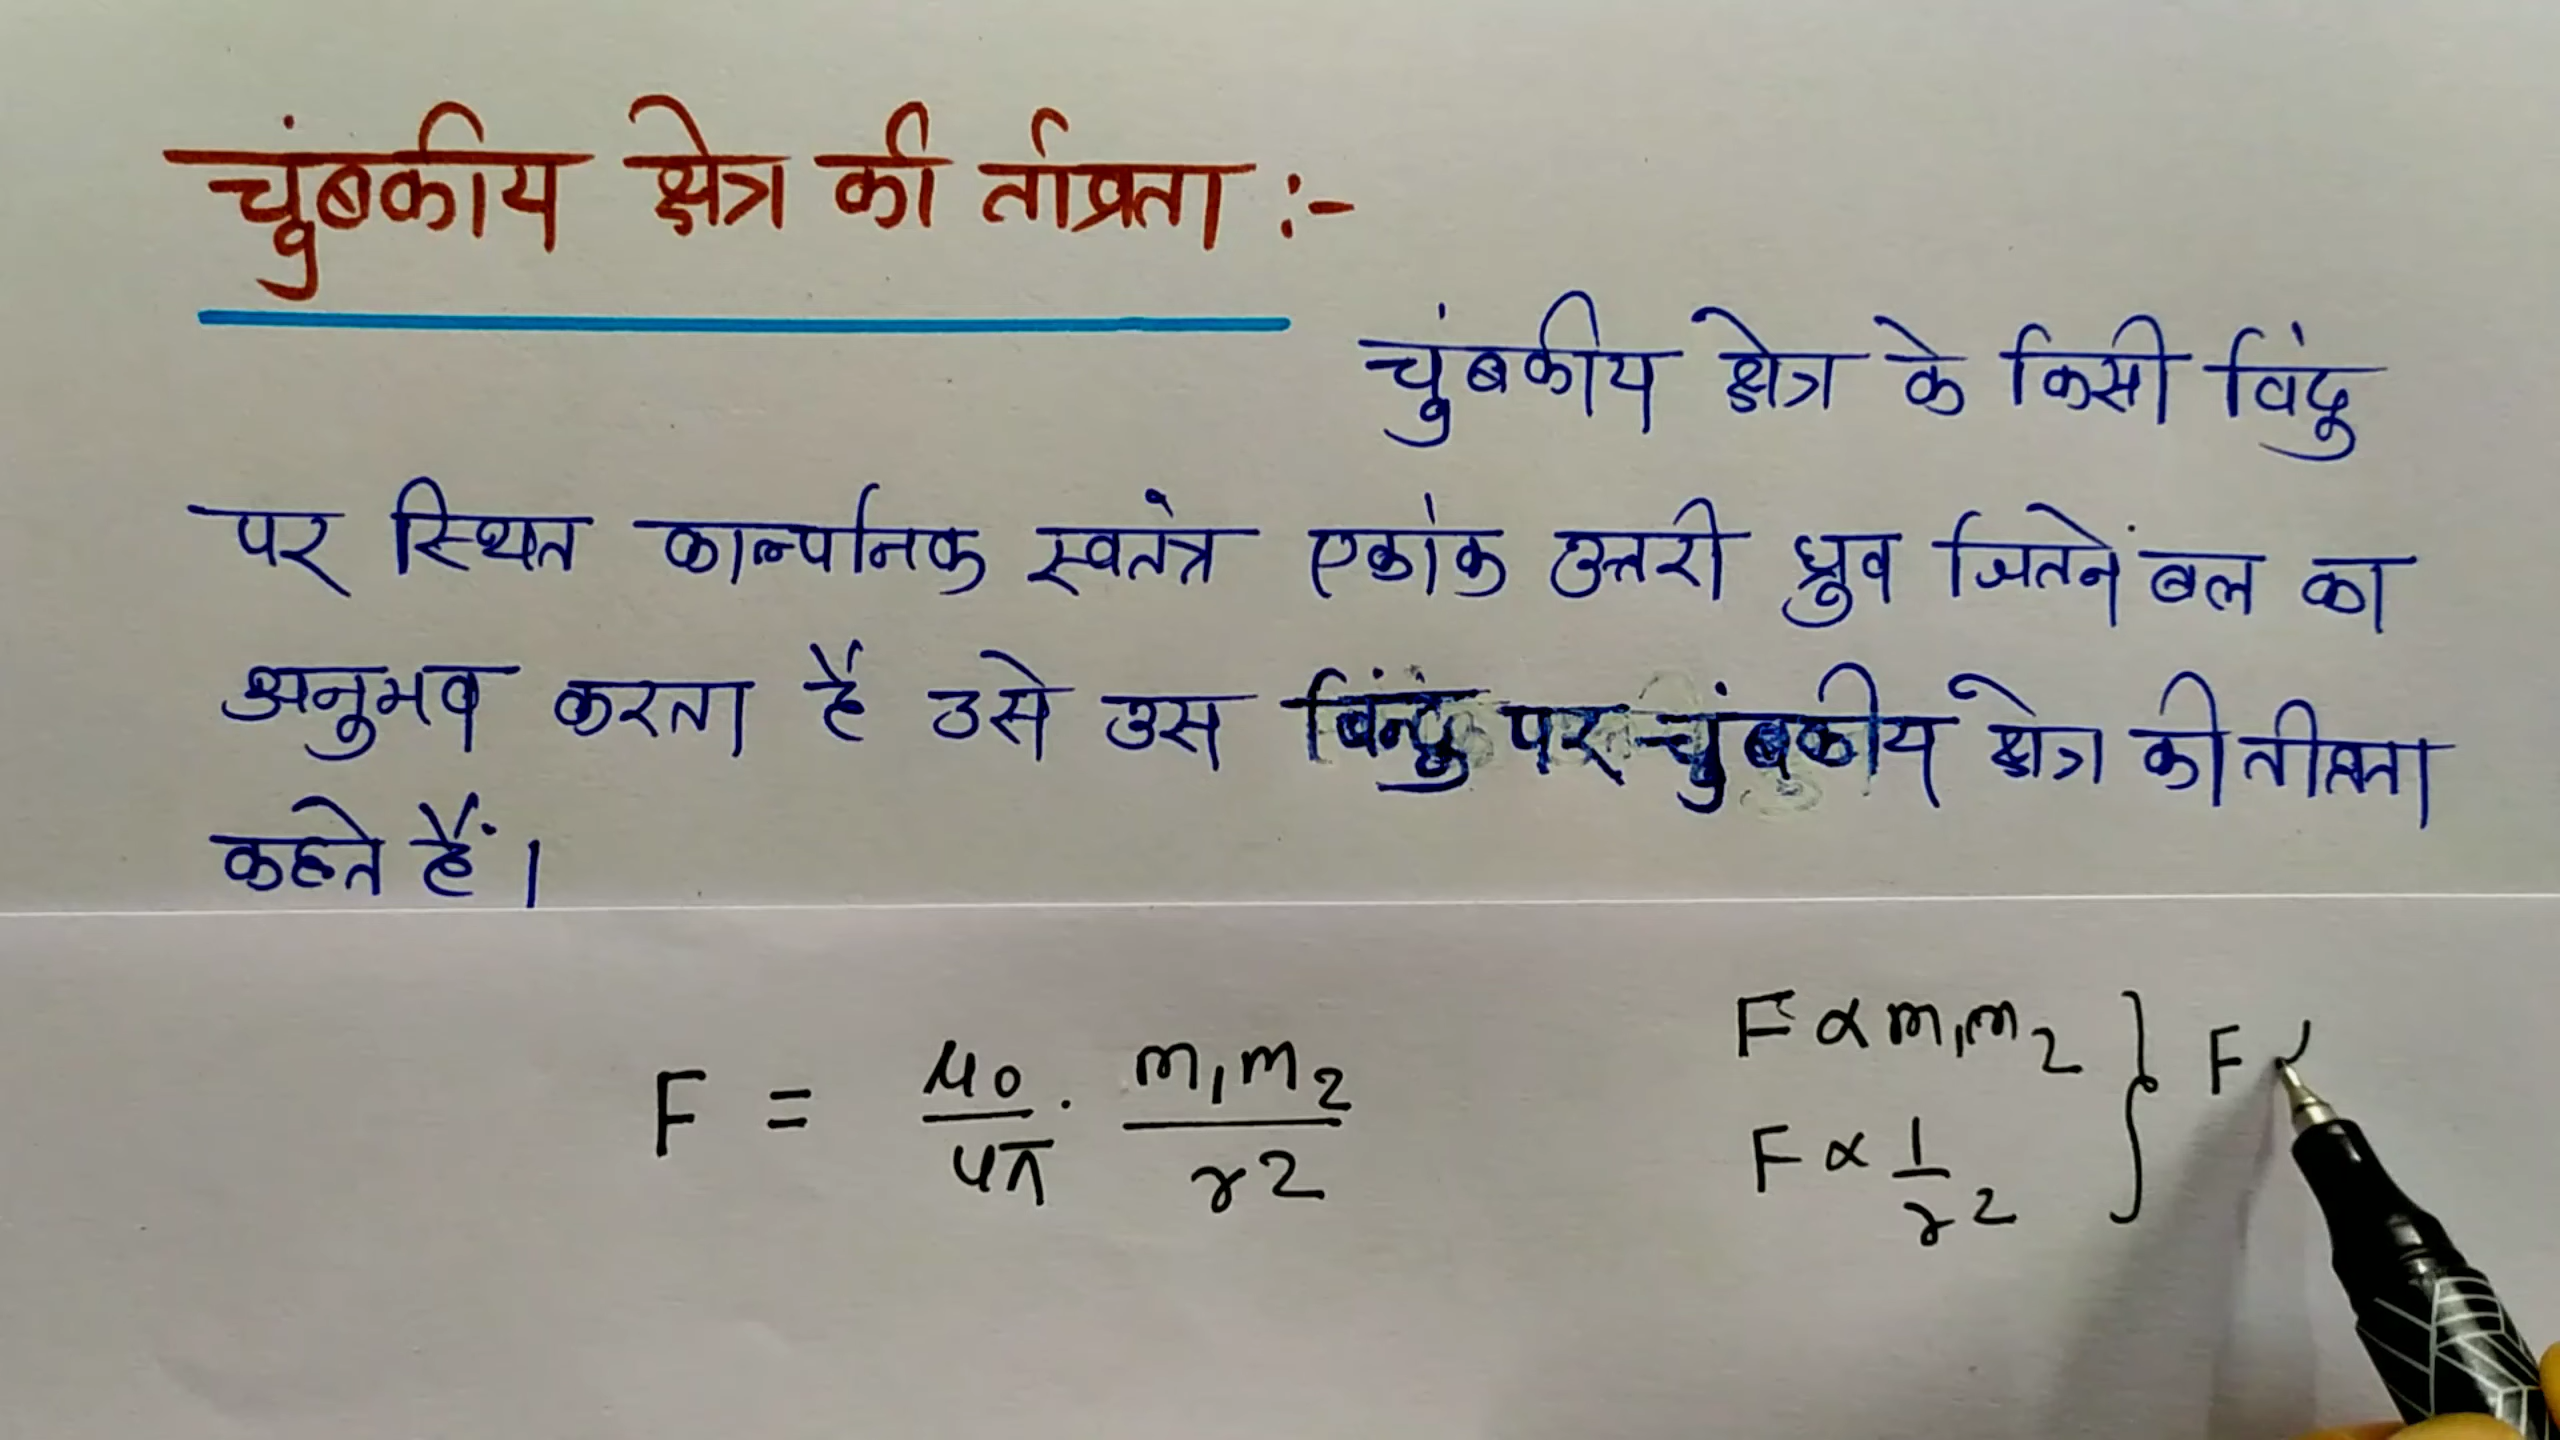 चुंबकीय क्षेत्र की तीव्रता :-
चुंबकीय क्षेत्र के किसी विंदु
पर स्थित काल्पनिक स्वतंत्र एकांक उत्तरी ध्रुव जितनें बल का
अनुभव करता है उसे उस बिंन्दुं पर चुंबकीय क्षेत्र की तीव्रता
कहते हैं।
F = μ0/4π · m1m2/r2
F ∝ m1m2
F ∝ 1/r2
} F